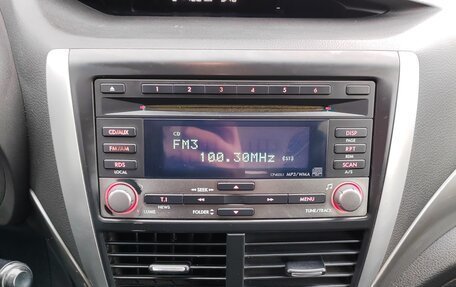 1 2 3 4 5 6
CD/AUX CD DISP
FM3 PAGE
FM/AM 100.30MHz RPT
RDM
RDS MP3/WMA SCAN
LOCAL A/S
SEEK
T.I MENU
NEWS
LOUD FOLDER TUNE/TRACK